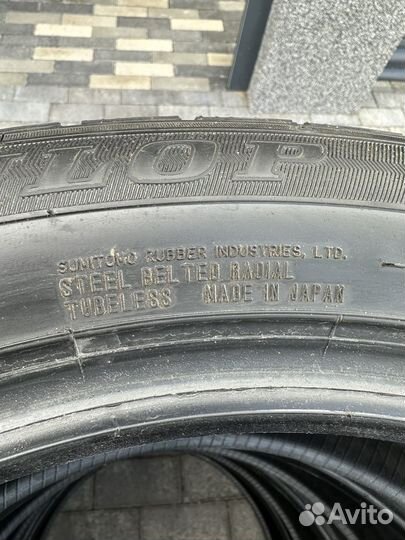 LOP
SUMITOMO RUBBER INDUSTRIES, LTD.
STEEL BELTED RADIAL
TUBELESS MADE IN JAPAN
Avito